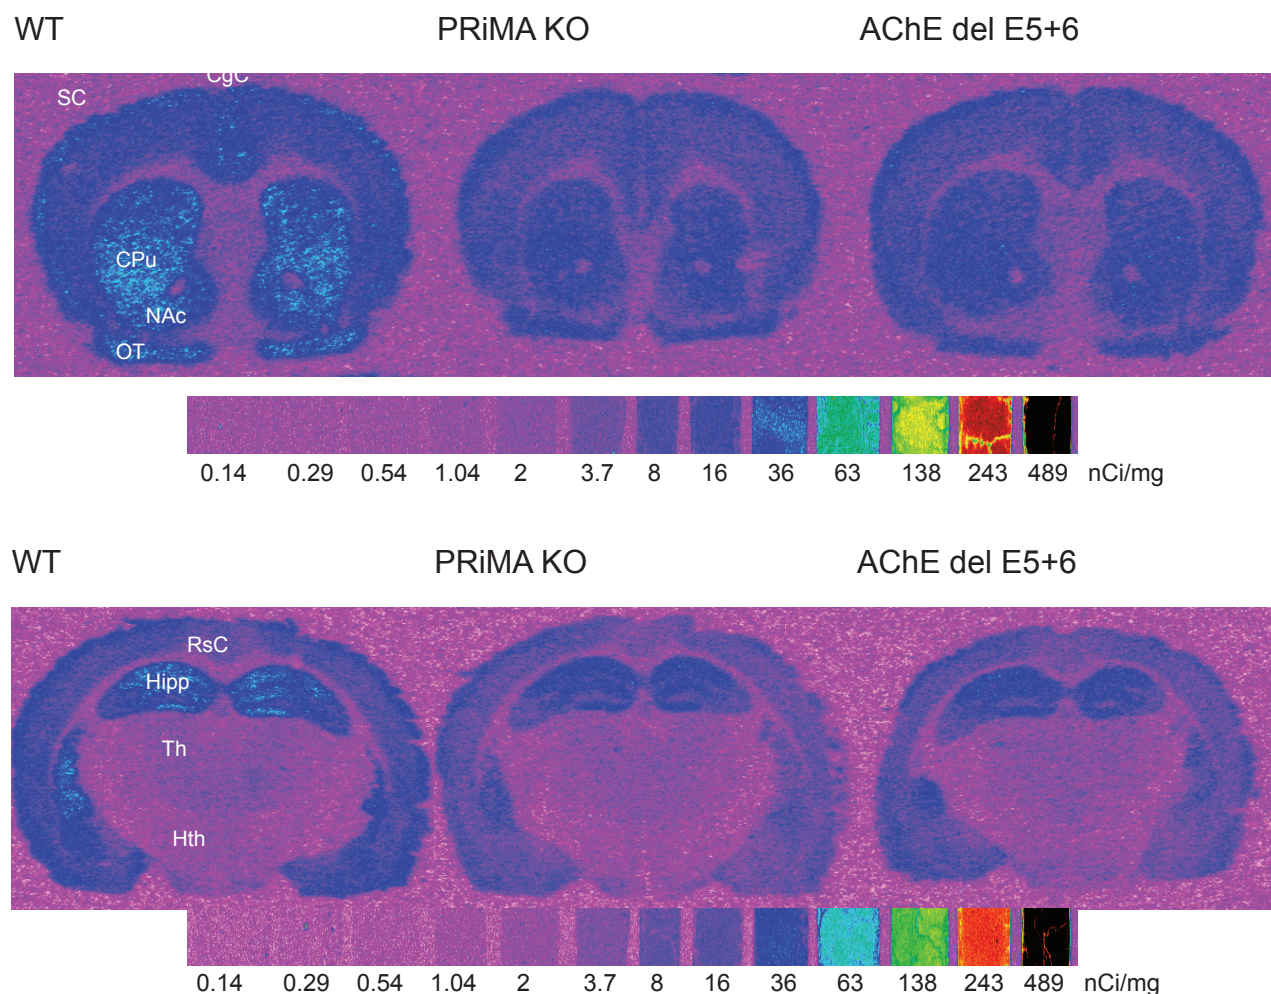 WT PRiMA KO AChE del E5+6
CgC
SC
CPu
NAc
OT
0.14 0.29 0.54 1.04 2 3.7 8 16 36 63 138 243 489 nCi/mg
WT PRiMA KO AChE del E5+6
RsC
Hipp
Th
Hth
0.14 0.29 0.54 1.04 2 3.7 8 16 36 63 138 243 489 nCi/mg